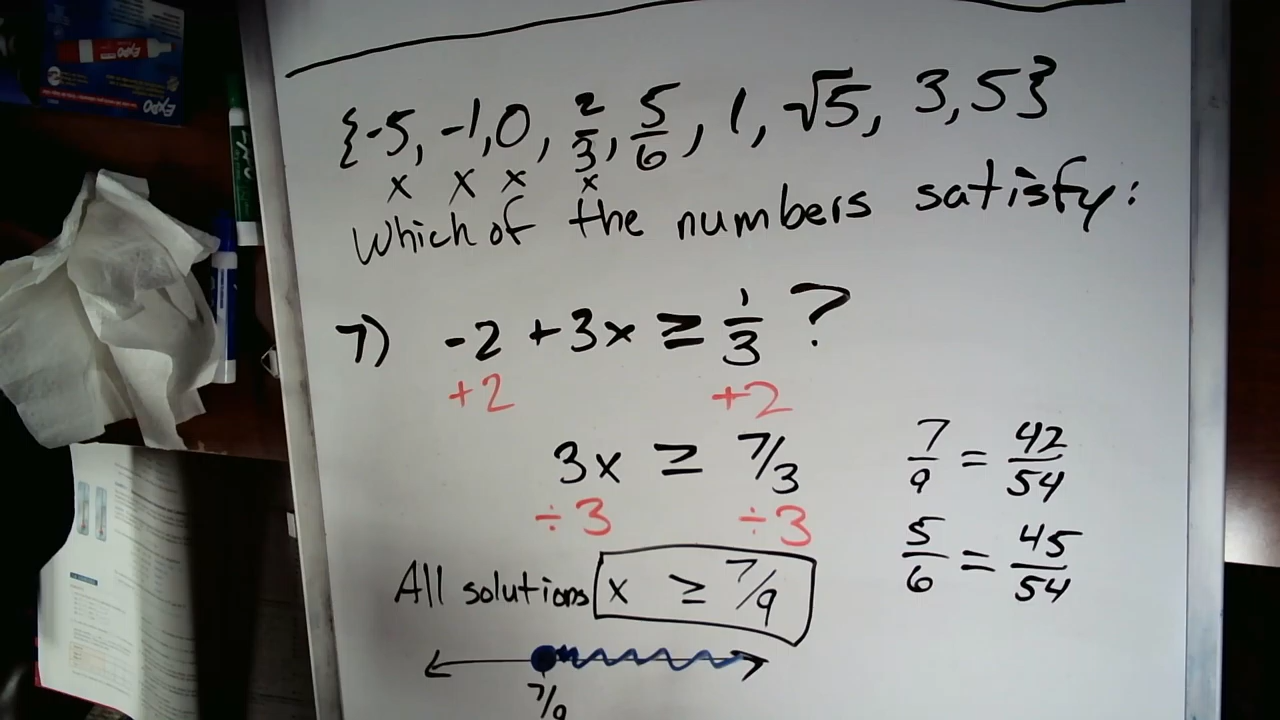 EXPO
EXPO
{-5, -1, 0, 2/3, 5/6, 1, √5, 3, 5}
x x x x
Which of the numbers satisfy:
7) -2 + 3x ≥ 1/3 ?
+2 +2
3x ≥ 7/3
÷3 ÷3
All solutions x ≥ 7/9
7/9
7/9 = 42/54
5/6 = 45/54